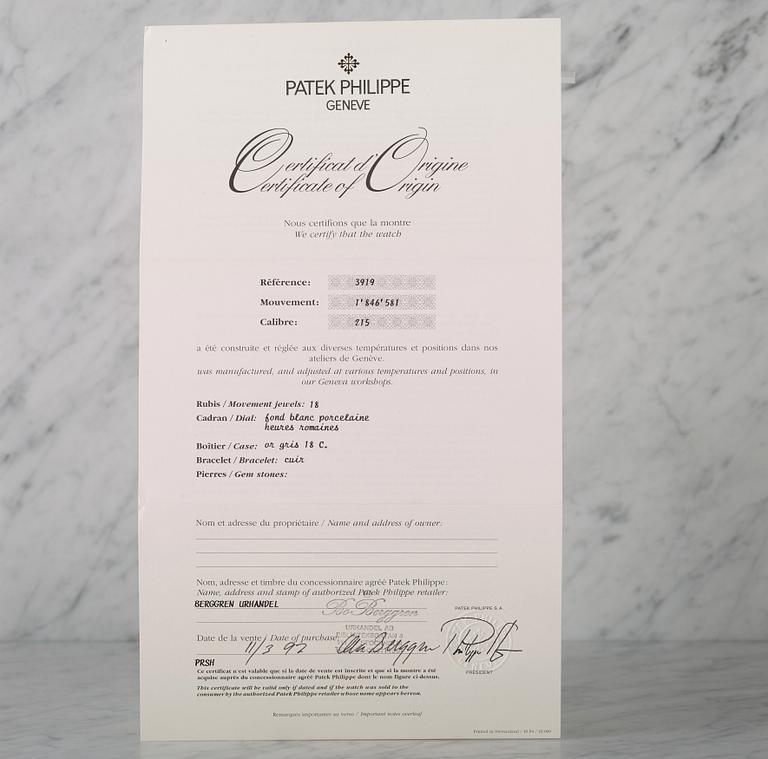 PATEK PHILIPPE
GENEVE
Certificat d'Origine
Certificate of Origin
Nous certifions que la montre
We certify that the watch
Référence: 3919
Mouvement: 1'846'581
Calibre: 215
a été construite et réglée aux diverses températures et positions dans nos
ateliers de Genève.
was manufactured, and adjusted at various temperatures and positions, in
our Geneva workshops.
Rubis / Movement jewels: 18
Cadran / Dial: fond blanc porcelaine
heures romaines
Boîtier / Case: or gris 18 C.
Bracelet / Bracelet: cuir
Pierres / Gem stones:
Nom et adresse du propriétaire / Name and address of owner:
Nom, adresse et timbre du concessionnaire agréé Patek Philippe:
Name, address and stamp of authorized Patek Philippe retailer:
BERGGREN URHANDEL
Bo Berggren
URHANDEL AB
PATEK PHILIPPE S.A.
Date de la vente / Date of purchase:
11/3 92
Berggren
Philippe
PRÉSIDENT
PRSH
Ce certificat n'est valable que si la date de vente est inscrite et que si la montre a été
acquise auprès du concessionnaire agréé Patek Philippe dont le nom figure ci-dessus.
This certificate will be valid only if dated and if the watch was sold to the
consumer by the authorized Patek Philippe retailer whose name appears hereon.
Remarques importantes au verso / Important notes overleaf
Printed in Switzerland